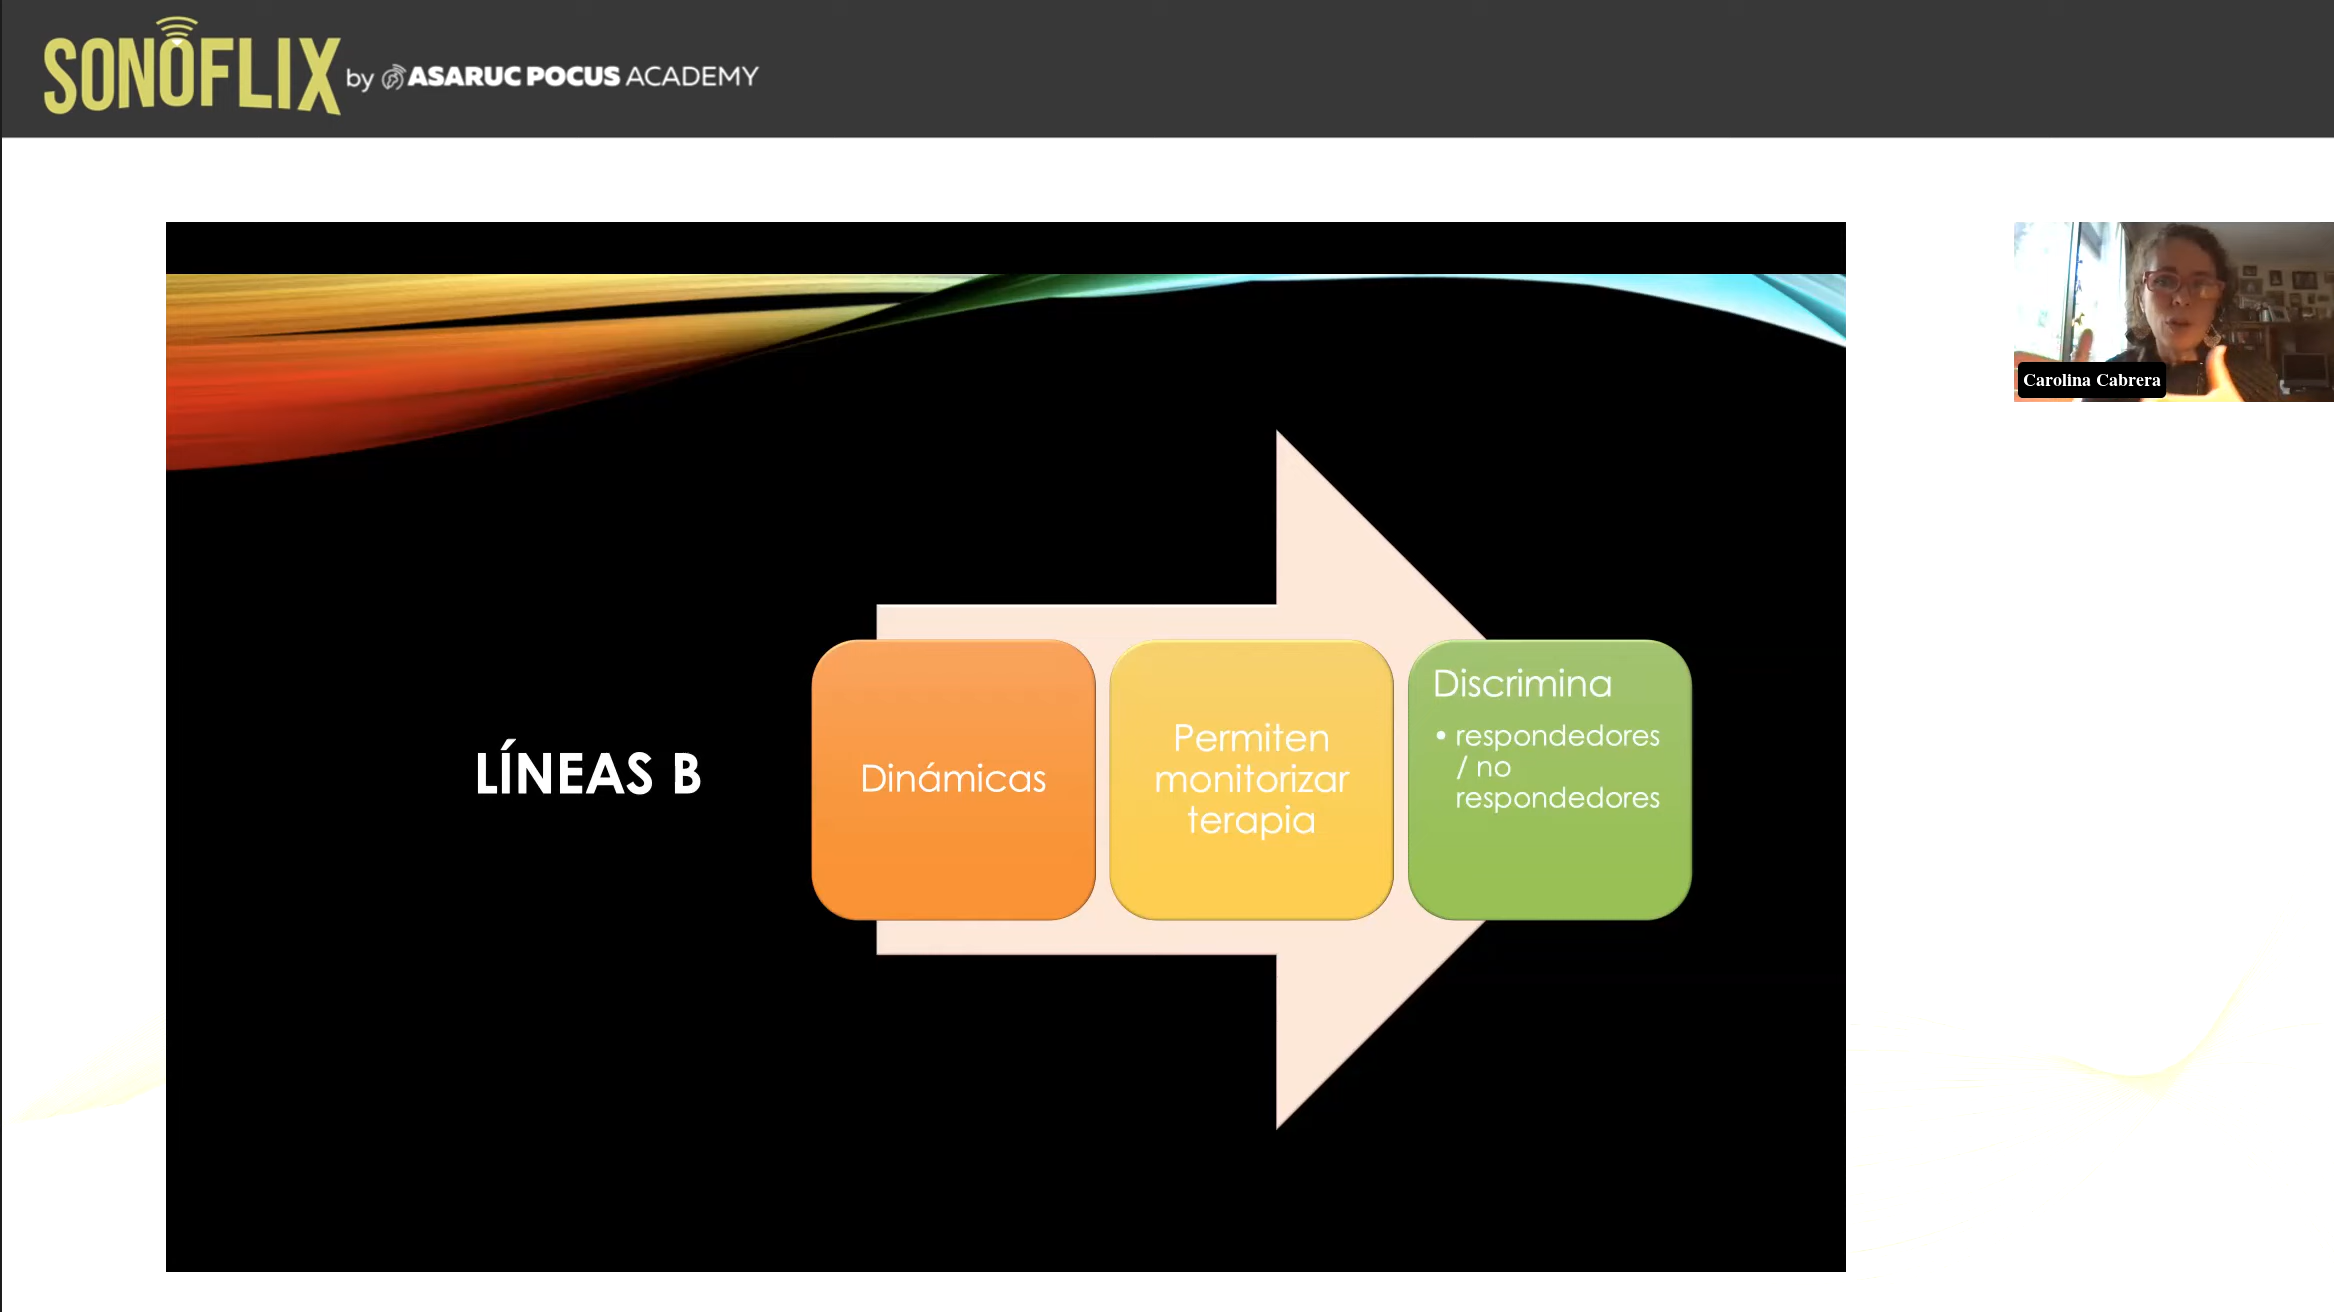 SONOFLIX by ASARUC POCUS ACADEMY
Carolina Cabrera
LÍNEAS B
Dinámicas
Permiten
monitorizar
terapia
Discrimina
• respondedores
/ no
respondedores